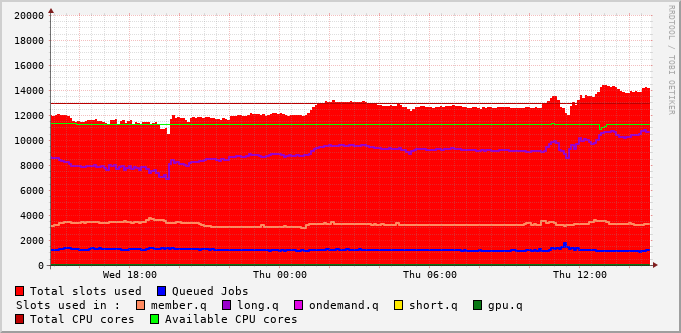 RRDTOOL / TOBI OETIKER
20000
18000
16000
14000
12000
10000
8000
6000
4000
2000
0
Wed 18:00 Thu 00:00 Thu 06:00 Thu 12:00
Total slots used Queued Jobs
Slots used in : member.q long.q ondemand.q short.q gpu.q
Total CPU cores Available CPU cores